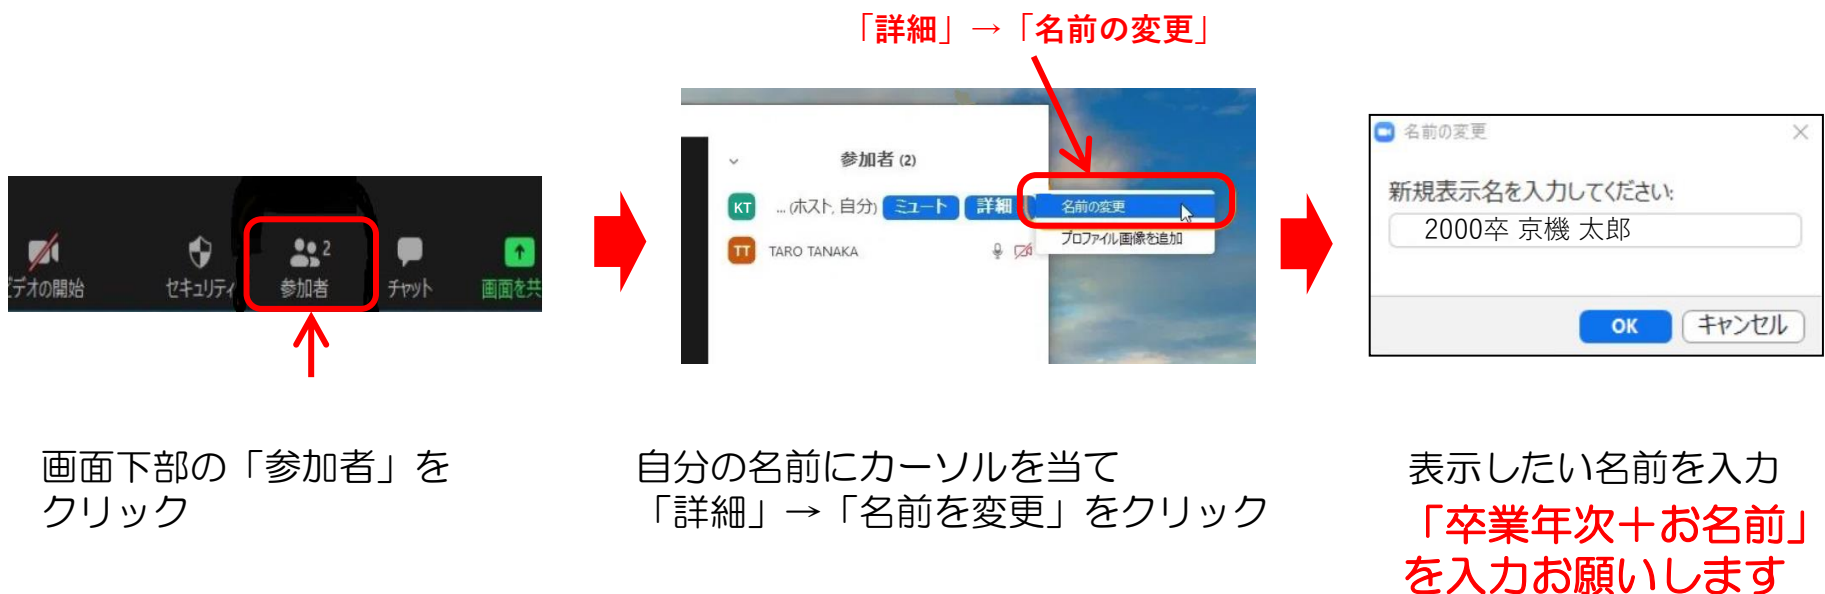 「詳細」→「名前の変更」
デオの開始
セキュリティ
2
参加者
チャット
画面を共
参加者 (2)
KT
... (ホスト, 自分)
ミュート
詳細
名前の変更
プロファイル画像を追加
TT
TARO TANAKA
名前の変更
新規表示名を入力してください:
2000卒 京機 太郎
OK
キャンセル
画面下部の「参加者」を
クリック
自分の名前にカーソルを当て
「詳細」→「名前を変更」をクリック
表示したい名前を入力
「卒業年次＋お名前」
を入力お願いします